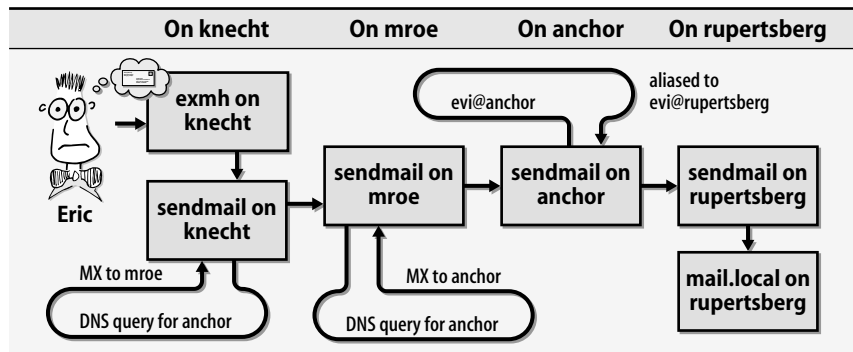 On knecht On mroe On anchor On rupertsberg
exmh on
knecht
evi@anchor
aliased to
evi@rupertsberg
Eric
sendmail on
knecht
sendmail on
mroe
sendmail on
anchor
sendmail on
rupertsberg
MX to mroe
DNS query for anchor
MX to anchor
DNS query for anchor
mail.local on
rupertsberg